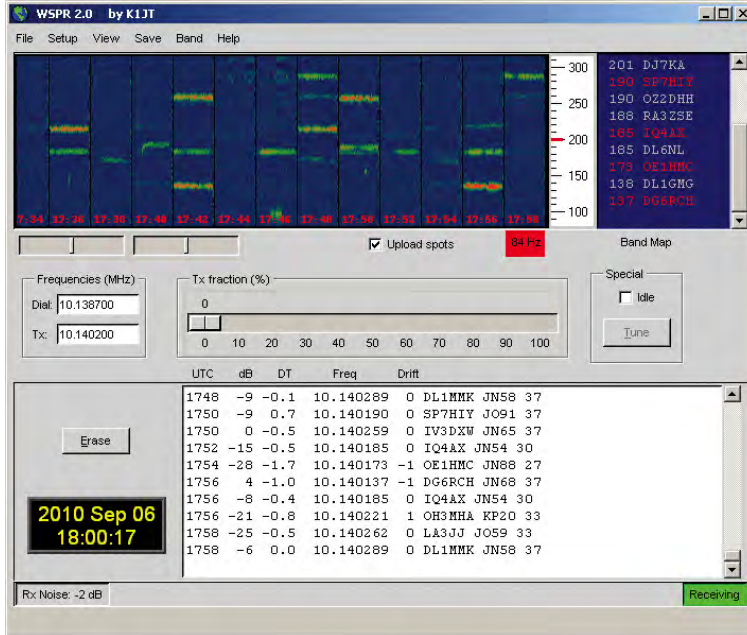 WSPR 2.0 by K1JT
File Setup View Save Band Help
300
250
200
150
100
201 DJ7KA
190 SP7HIY
190 OZ2DHH
188 RA3ZSE
185 IQ4AX
185 DL6NL
173 OE1HMC
138 DL1GMG
137 DG6RCH
7:34 17:36 17:38 17:40 17:42 17:44 17:46 17:48 17:50 17:52 17:54 17:56 17:58
Upload spots
84 Hz
Band Map
Frequencies (MHz)
Dial: 10.138700
Tx: 10.140200
Tx fraction (%)
0
0 10 20 30 40 50 60 70 80 90 100
Special
Idle
Tune
UTC dB DT Freq Drift
1748 -9 -0.1 10.140289 0 DL1MMK JN58 37
1750 -9 0.7 10.140190 0 SP7HIY JO91 37
1750 0 -0.5 10.140259 0 IV3DXW JN65 37
1752 -15 -0.5 10.140185 0 IQ4AX JN54 30
1754 -28 -1.7 10.140173 -1 OE1HMC JN88 27
1756 4 -1.0 10.140137 -1 DG6RCH JN68 37
1756 -8 -0.4 10.140185 0 IQ4AX JN54 30
1756 -21 -0.8 10.140221 1 OH3MHA KP20 33
1758 -25 -0.5 10.140262 0 LA3JJ JO59 33
1758 -6 0.0 10.140289 0 DL1MMK JN58 37
Erase
2010 Sep 06
18:00:17
Rx Noise: -2 dB
Receiving